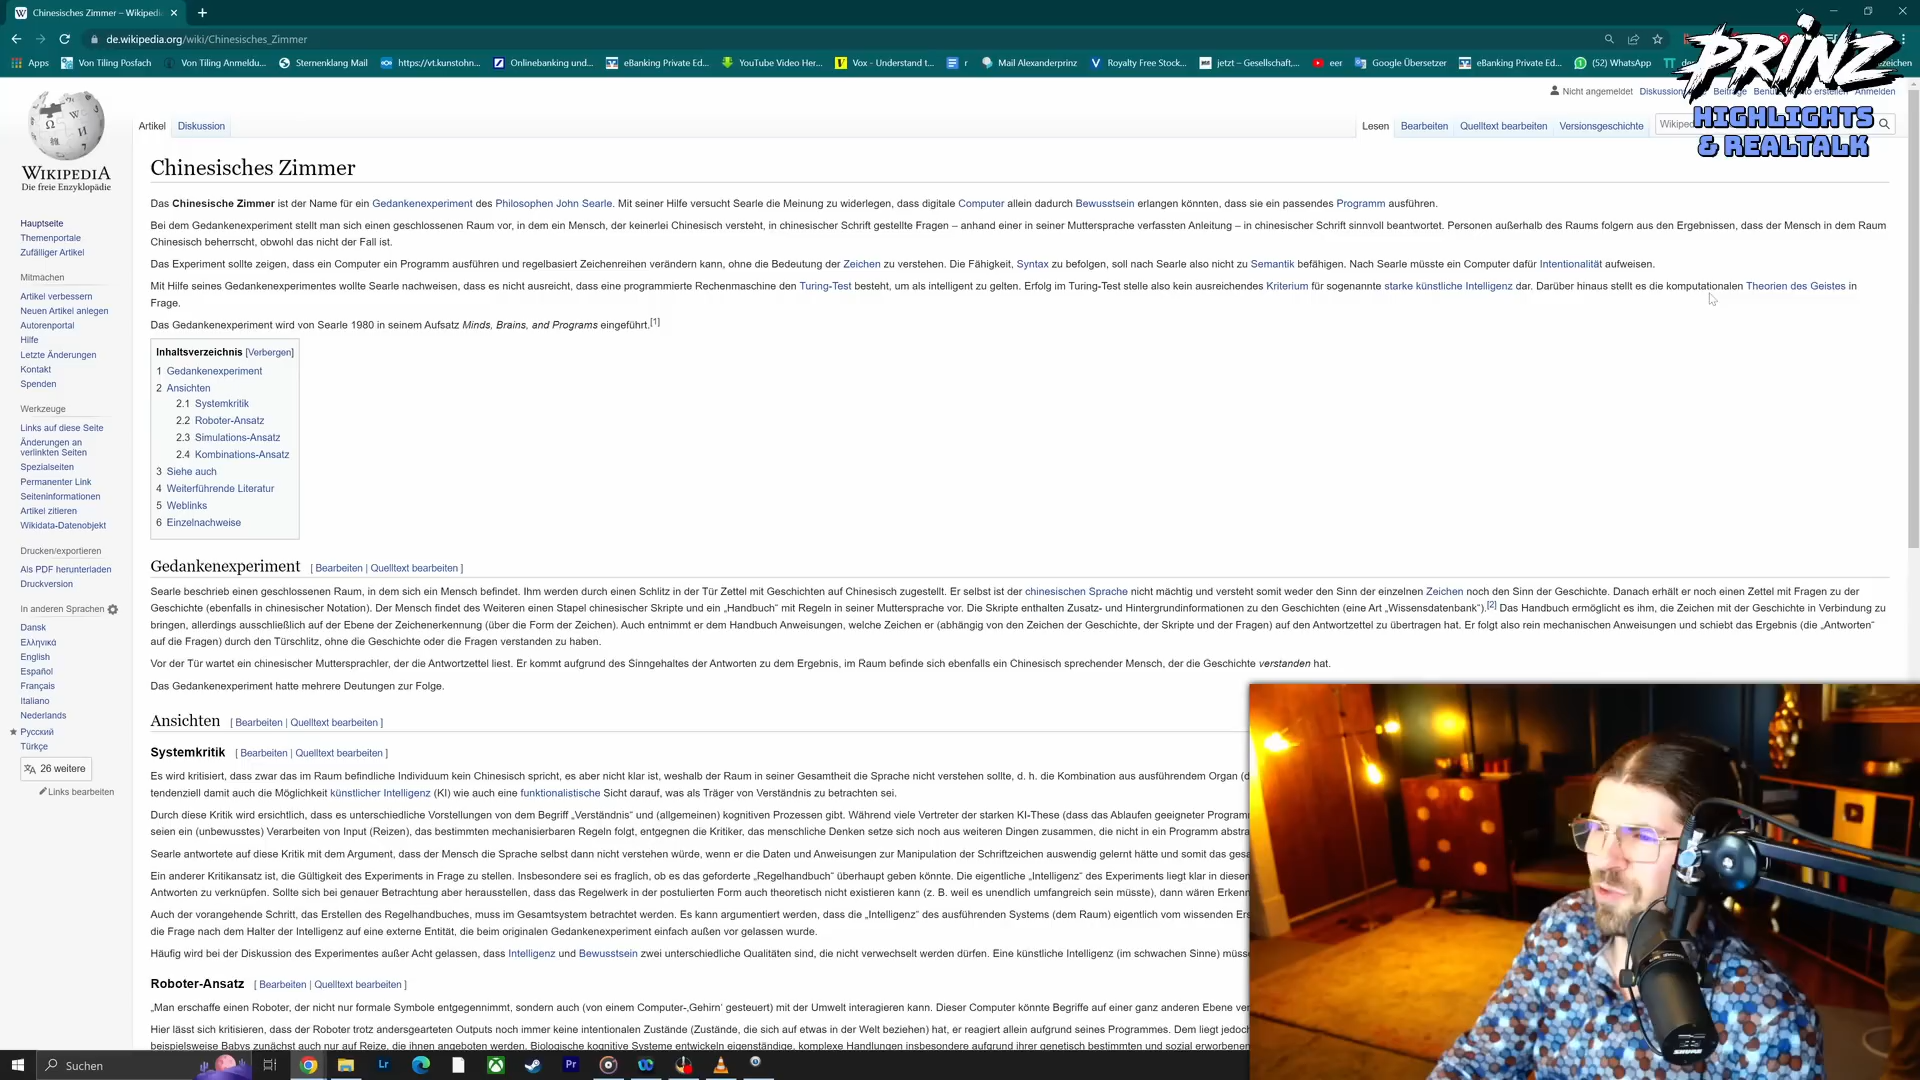 Chinesisches Zimmer – Wikipedi
de.wikipedia.org/wiki/Chinesisches_Zimmer
Apps Von Tiling Posfach Von Tiling Anmeldu... Sternenklang Mail https://vt.kunstohn... Onlinebanking und... eBanking Private Ed... YouTube Video Her... Vox - Understand t... r Mail Alexanderprinz Royalty Free Stock... jetzt – Gesellschaft,... eer Google Übersetzer eBanking Private Ed... (52) WhatsApp
PRINZ
HIGHLIGHTS
& REALTALK
Nicht angemeldet
Artikel Diskussion Lesen Bearbeiten Quelltext bearbeiten Versionsgeschichte
WIKIPEDIA
Die freie Enzyklopädie
Hauptseite
Themenportale
Zufälliger Artikel
Mitmachen
Artikel verbessern
Neuen Artikel anlegen
Autorenportal
Hilfe
Letzte Änderungen
Kontakt
Spenden
Werkzeuge
Links auf diese Seite
Änderungen an
verlinkten Seiten
Spezialseiten
Permanenter Link
Seiteninformationen
Artikel zitieren
Wikidata-Datenobjekt
Drucken/exportieren
Als PDF herunterladen
Druckversion
In anderen Sprachen
Dansk
Ελληνικά
English
Español
Français
Italiano
Nederlands
Русский
Türkçe
26 weitere
Links bearbeiten
Chinesisches Zimmer
Das Chinesische Zimmer ist der Name für ein Gedankenexperiment des Philosophen John Searle. Mit seiner Hilfe versucht Searle die Meinung zu widerlegen, dass digitale Computer allein dadurch Bewusstsein erlangen könnten, dass sie ein passendes Programm ausführen.
Bei dem Gedankenexperiment stellt man sich einen geschlossenen Raum vor, in dem ein Mensch, der keinerlei Chinesisch versteht, in chinesischer Schrift gestellte Fragen – anhand einer in seiner Muttersprache verfassten Anleitung – in chinesischer Schrift sinnvoll beantwortet. Personen außerhalb des Raums folgern aus den Ergebnissen, dass der Mensch in dem Raum
Chinesisch beherrscht, obwohl das nicht der Fall ist.
Das Experiment sollte zeigen, dass ein Computer ein Programm ausführen und regelbasiert Zeichenreihen verändern kann, ohne die Bedeutung der Zeichen zu verstehen. Die Fähigkeit, Syntax zu befolgen, soll nach Searle also nicht zu Semantik befähigen. Nach Searle müsste ein Computer dafür Intentionalität aufweisen.
Mit Hilfe seines Gedankenexperimentes wollte Searle nachweisen, dass es nicht ausreicht, dass eine programmierte Rechenmaschine den Turing-Test besteht, um als intelligent zu gelten. Erfolg im Turing-Test stelle also kein ausreichendes Kriterium für sogenannte starke künstliche Intelligenz dar. Darüber hinaus stellt es die komputationalen Theorien des Geistes in
Frage.
Das Gedankenexperiment wird von Searle 1980 in seinem Aufsatz Minds, Brains, and Programs eingeführt.[1]
Inhaltsverzeichnis [Verbergen]
1 Gedankenexperiment
2 Ansichten
2.1 Systemkritik
2.2 Roboter-Ansatz
2.3 Simulations-Ansatz
2.4 Kombinations-Ansatz
3 Siehe auch
4 Weiterführende Literatur
5 Weblinks
6 Einzelnachweise
Gedankenexperiment [ Bearbeiten | Quelltext bearbeiten ]
Searle beschrieb einen geschlossenen Raum, in dem sich ein Mensch befindet. Ihm werden durch einen Schlitz in der Tür Zettel mit Geschichten auf Chinesisch zugestellt. Er selbst ist der chinesischen Sprache nicht mächtig und versteht somit weder den Sinn der einzelnen Zeichen noch den Sinn der Geschichte. Danach erhält er noch einen Zettel mit Fragen zu der
Geschichte (ebenfalls in chinesischer Notation). Der Mensch findet des Weiteren einen Stapel chinesischer Skripte und ein „Handbuch“ mit Regeln in seiner Muttersprache vor. Die Skripte enthalten Zusatz- und Hintergrundinformationen zu den Geschichten (eine Art „Wissensdatenbank“).[2] Das Handbuch ermöglicht es ihm, die Zeichen mit der Geschichte in Verbindung zu
bringen, allerdings ausschließlich auf der Ebene der Zeichenerkennung (über die Form der Zeichen). Auch entnimmt er dem Handbuch Anweisungen, welche Zeichen er (abhängig von den Zeichen der Geschichte, der Skripte und der Fragen) auf den Antwortzettel zu übertragen hat. Er folgt also rein mechanischen Anweisungen und schiebt das Ergebnis (die „Antworten“
auf die Fragen) durch den Türschlitz, ohne die Geschichte oder die Fragen verstanden zu haben.
Vor der Tür wartet ein chinesischer Muttersprachler, der die Antwortzettel liest. Er kommt aufgrund des Sinngehaltes der Antworten zu dem Ergebnis, im Raum befinde sich ebenfalls ein Chinesisch sprechender Mensch, der die Geschichte verstanden hat.
Das Gedankenexperiment hatte mehrere Deutungen zur Folge.
Ansichten [ Bearbeiten | Quelltext bearbeiten ]
Systemkritik [ Bearbeiten | Quelltext bearbeiten ]
Es wird kritisiert, dass zwar das im Raum befindliche Individuum kein Chinesisch spricht, es aber nicht klar ist, weshalb der Raum in seiner Gesamtheit die Sprache nicht verstehen sollte, d. h. die Kombination aus ausführendem Organ (d
tendenziell damit auch die Möglichkeit künstlicher Intelligenz (KI) wie auch eine funktionalistische Sicht darauf, was als Träger von Verständnis zu betrachten sei.
Durch diese Kritik wird ersichtlich, dass es unterschiedliche Vorstellungen von dem Begriff „Verständnis“ und (allgemeinen) kognitiven Prozessen gibt. Während viele Vertreter der starken KI-These (dass das Ablaufen geeigneter Program
seien ein (unbewusstes) Verarbeiten von Input (Reizen), das bestimmten mechanisierbaren Regeln folgt, entgegnen die Kritiker, das menschliche Denken setze sich noch aus weiteren Dingen zusammen, die nicht in ein Programm abstra
Searle antwortete auf diese Kritik mit dem Argument, dass der Mensch die Sprache selbst dann nicht verstehen würde, wenn er die Daten und Anweisungen zur Manipulation der Schriftzeichen auswendig gelernt hätte und somit das ges
Ein anderer Kritikansatz ist, die Gültigkeit des Experiments in Frage zu stellen. Insbesondere sei es fraglich, ob es das geforderte „Regelhandbuch“ überhaupt geben könnte. Die eigentliche „Intelligenz“ des Experiments liegt klar in diesen
Antworten zu verknüpfen. Sollte sich bei genauer Betrachtung aber herausstellen, dass das Regelwerk in der postulierten Form auch theoretisch nicht existieren kann (z. B. weil es unendlich umfangreich sein müsste), dann wären Erkenn
Auch der vorangehende Schritt, das Erstellen des Regelhandbuches, muss im Gesamtsystem betrachtet werden. Es kann argumentiert werden, dass die „Intelligenz“ des ausführenden Systems (dem Raum) eigentlich vom wissenden Ers
die Frage nach dem Halter der Intelligenz auf eine externe Entität, die beim originalen Gedankenexperiment einfach außen vor gelassen wurde.
Häufig wird bei der Diskussion des Experimentes außer Acht gelassen, dass Intelligenz und Bewusstsein zwei unterschiedliche Qualitäten sind, die nicht verwechselt werden dürfen. Eine künstliche Intelligenz (im schwachen Sinne) müss
Roboter-Ansatz [ Bearbeiten | Quelltext bearbeiten ]
„Man erschaffe einen Roboter, der nicht nur formale Symbole entgegennimmt, sondern auch (von einem Computer-‚Gehirn‘ gesteuert) mit der Umwelt interagieren kann. Dieser Computer könnte Begriffe auf einer ganz anderen Ebene ver
Hier lässt sich kritisieren, dass der Roboter trotz andersgearteten Outputs noch immer keine intentionalen Zustände (Zustände, die sich auf etwas in der Welt beziehen) hat, er reagiert allein aufgrund seines Programmes. Dem liegt jedoch
beispielsweise Babys zunächst auch nur auf Reize, die ihnen angeboten werden. Biologische kognitive Systeme entwickeln eigenständige, komplexe Handlungen insbesondere aufgrund ihrer genetisch bestimmten und sozial erworbenen
Suchen
SHURE